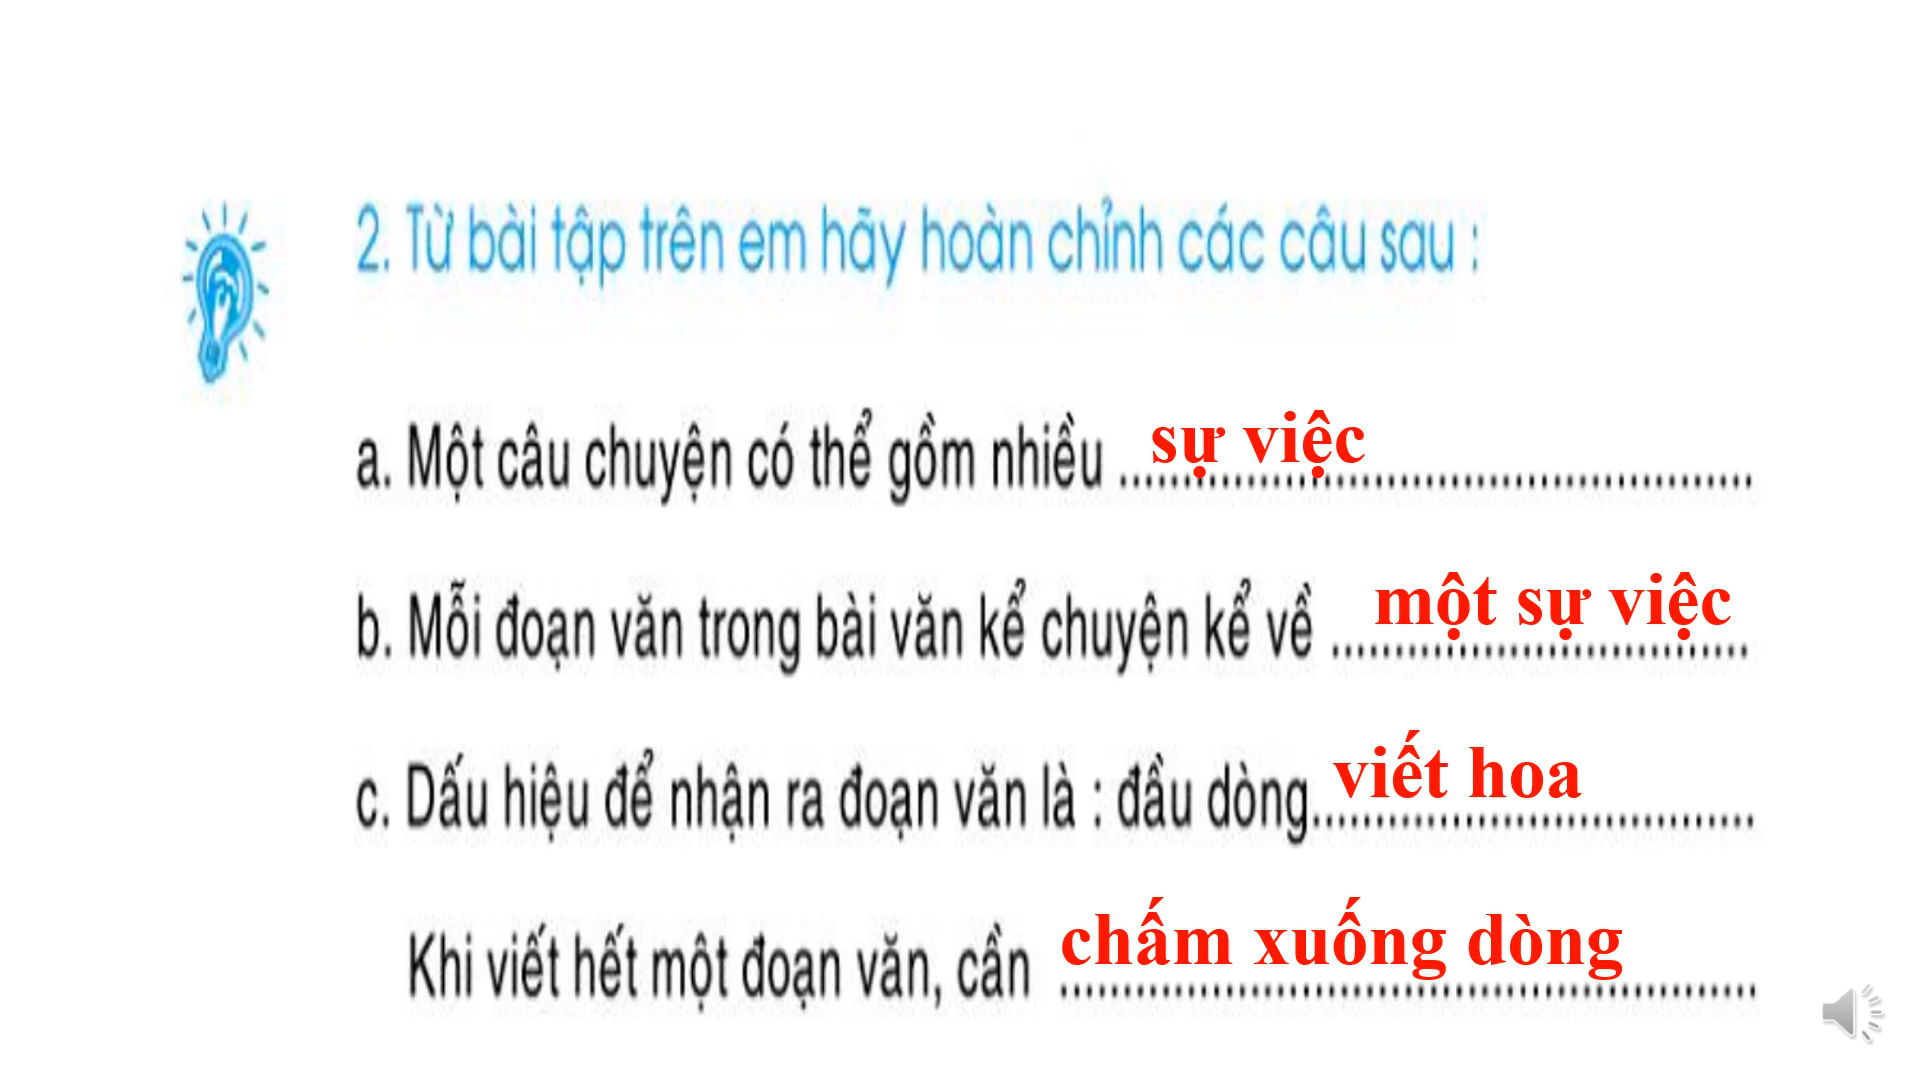 2. Từ bài tập trên em hãy hoàn chỉnh các câu sau :
a. Một câu chuyện có thể gồm nhiều sự việc
b. Mỗi đoạn văn trong bài văn kể chuyện kể về một sự việc
c. Dấu hiệu để nhận ra đoạn văn là : đầu dòng viết hoa
Khi viết hết một đoạn văn, cần chấm xuống dòng